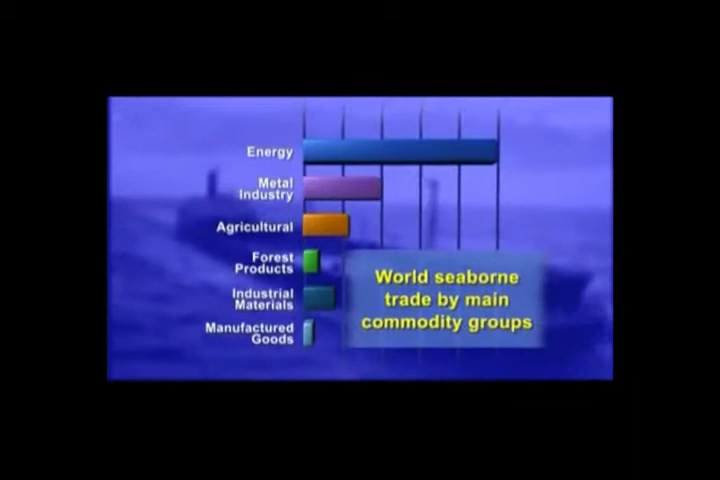 Energy
Metal
Industry
Agricultural
Forest
Products
Industrial
Materials
Manufactured
Goods
World seaborne
trade by main
commodity groups